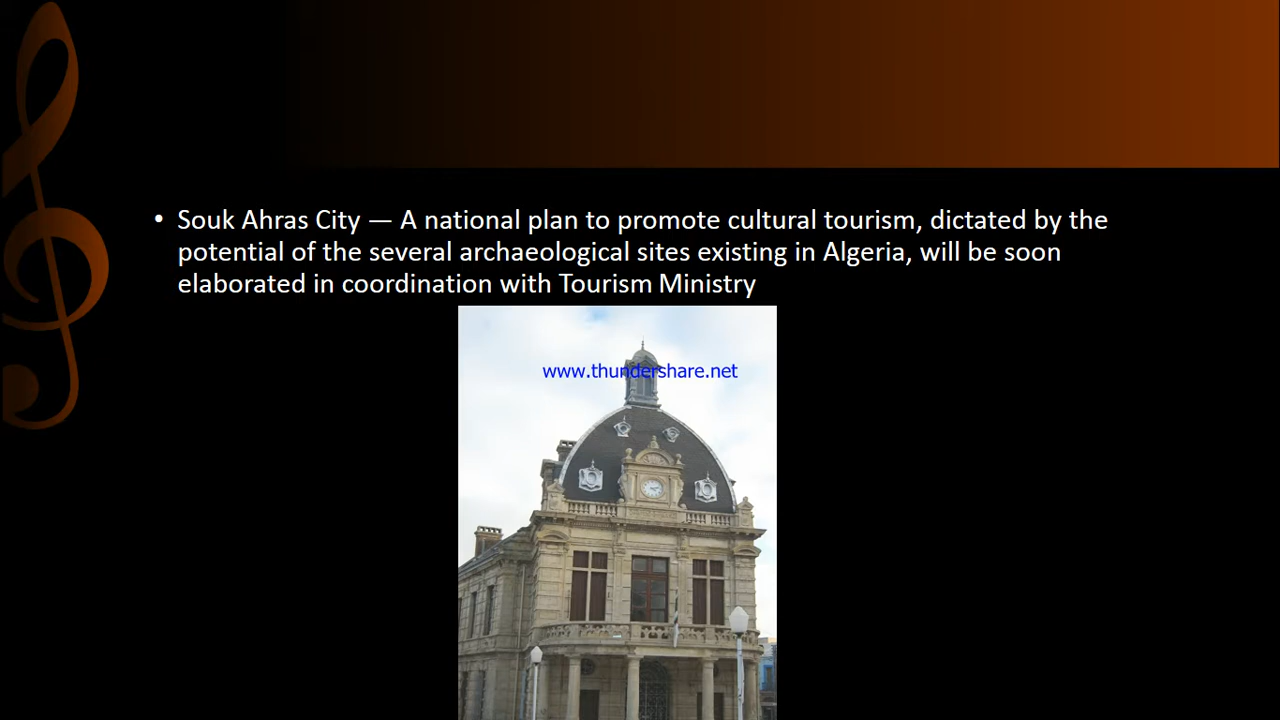 • Souk Ahras City — A national plan to promote cultural tourism, dictated by the
potential of the several archaeological sites existing in Algeria, will be soon
elaborated in coordination with Tourism Ministry
www.thundershare.net